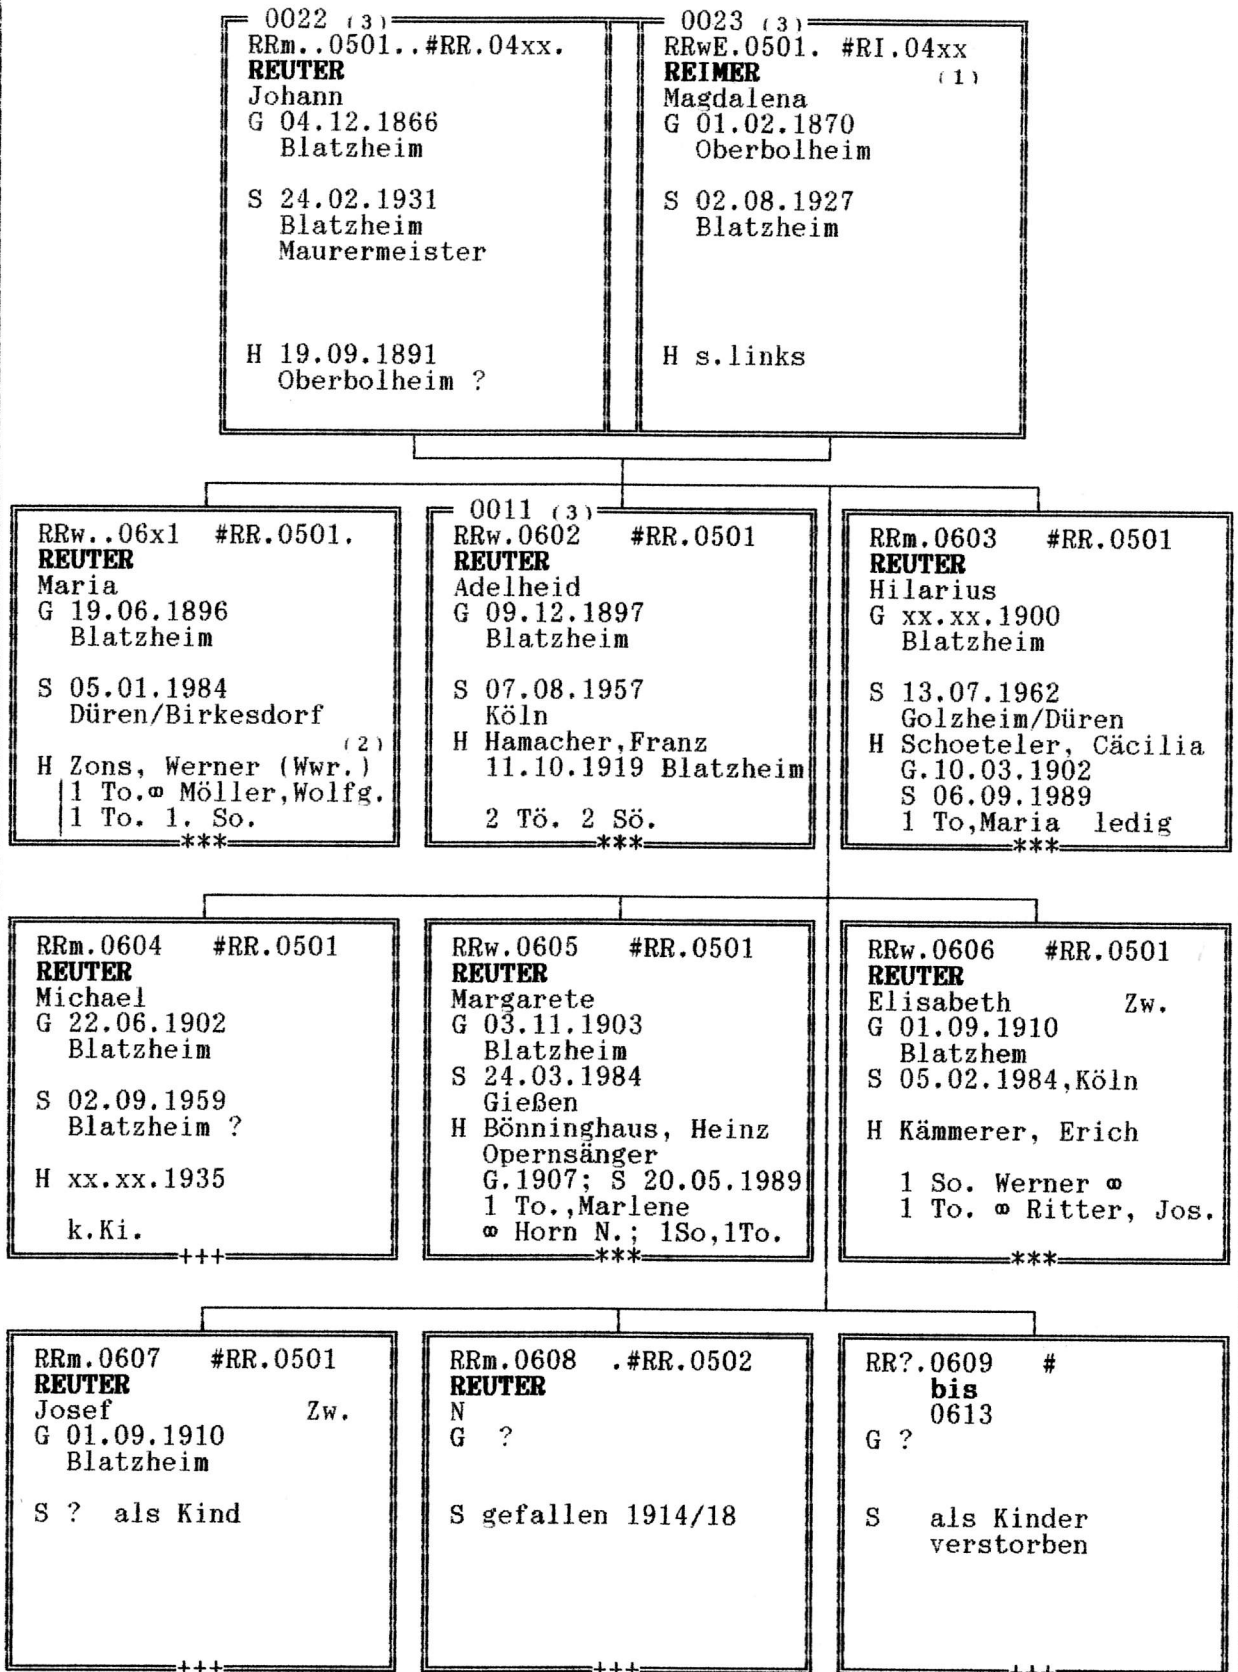 0022 (3)
RRm..0501..#RR.04xx.
REUTER
Johann
G 04.12.1866
Blatzheim
S 24.02.1931
Blatzheim
Maurermeister
H 19.09.1891
Oberbolheim ?
0023 (3)
RRwE.0501. #RI.04xx
REIMER (1)
Magdalena
G 01.02.1870
Oberbolheim
S 02.08.1927
Blatzheim
H s.links
RRw..06x1 #RR.0501.
REUTER
Maria
G 19.06.1896
Blatzheim
S 05.01.1984
Düren/Birkesdorf
(2)
H Zons, Werner (Wwr.)
1 To.∞ Möller,Wolfg.
1 To. 1. So.
***
0011 (3)
RRw.0602 #RR.0501
REUTER
Adelheid
G 09.12.1897
Blatzheim
S 07.08.1957
Köln
H Hamacher,Franz
11.10.1919 Blatzheim
2 Tö. 2 Sö.
***
RRm.0603 #RR.0501
REUTER
Hilarius
G xx.xx.1900
Blatzheim
S 13.07.1962
Golzheim/Düren
H Schoeteler, Cäcilia
G.10.03.1902
S 06.09.1989
1 To,Maria ledig
***
RRm.0604 #RR.0501
REUTER
Michael
G 22.06.1902
Blatzheim
S 02.09.1959
Blatzheim ?
H xx.xx.1935
k.Ki.
+++
RRw.0605 #RR.0501
REUTER
Margarete
G 03.11.1903
Blatzheim
S 24.03.1984
Gießen
H Bönninghaus, Heinz
Opernsänger
G.1907; S 20.05.1989
1 To.,Marlene
∞ Horn N.; 1So,1To.
***
RRw.0606 #RR.0501
REUTER
Elisabeth Zw.
G 01.09.1910
Blatzhem
S 05.02.1984,Köln
H Kämmerer, Erich
1 So. Werner ∞
1 To. ∞ Ritter, Jos.
***
RRm.0607 #RR.0501
REUTER
Josef Zw.
G 01.09.1910
Blatzheim
S ? als Kind
+++
RRm.0608 .#RR.0502
REUTER
N
G ?
S gefallen 1914/18
+++
RR?.0609 #
bis
0613
G ?
S als Kinder
verstorben
+++